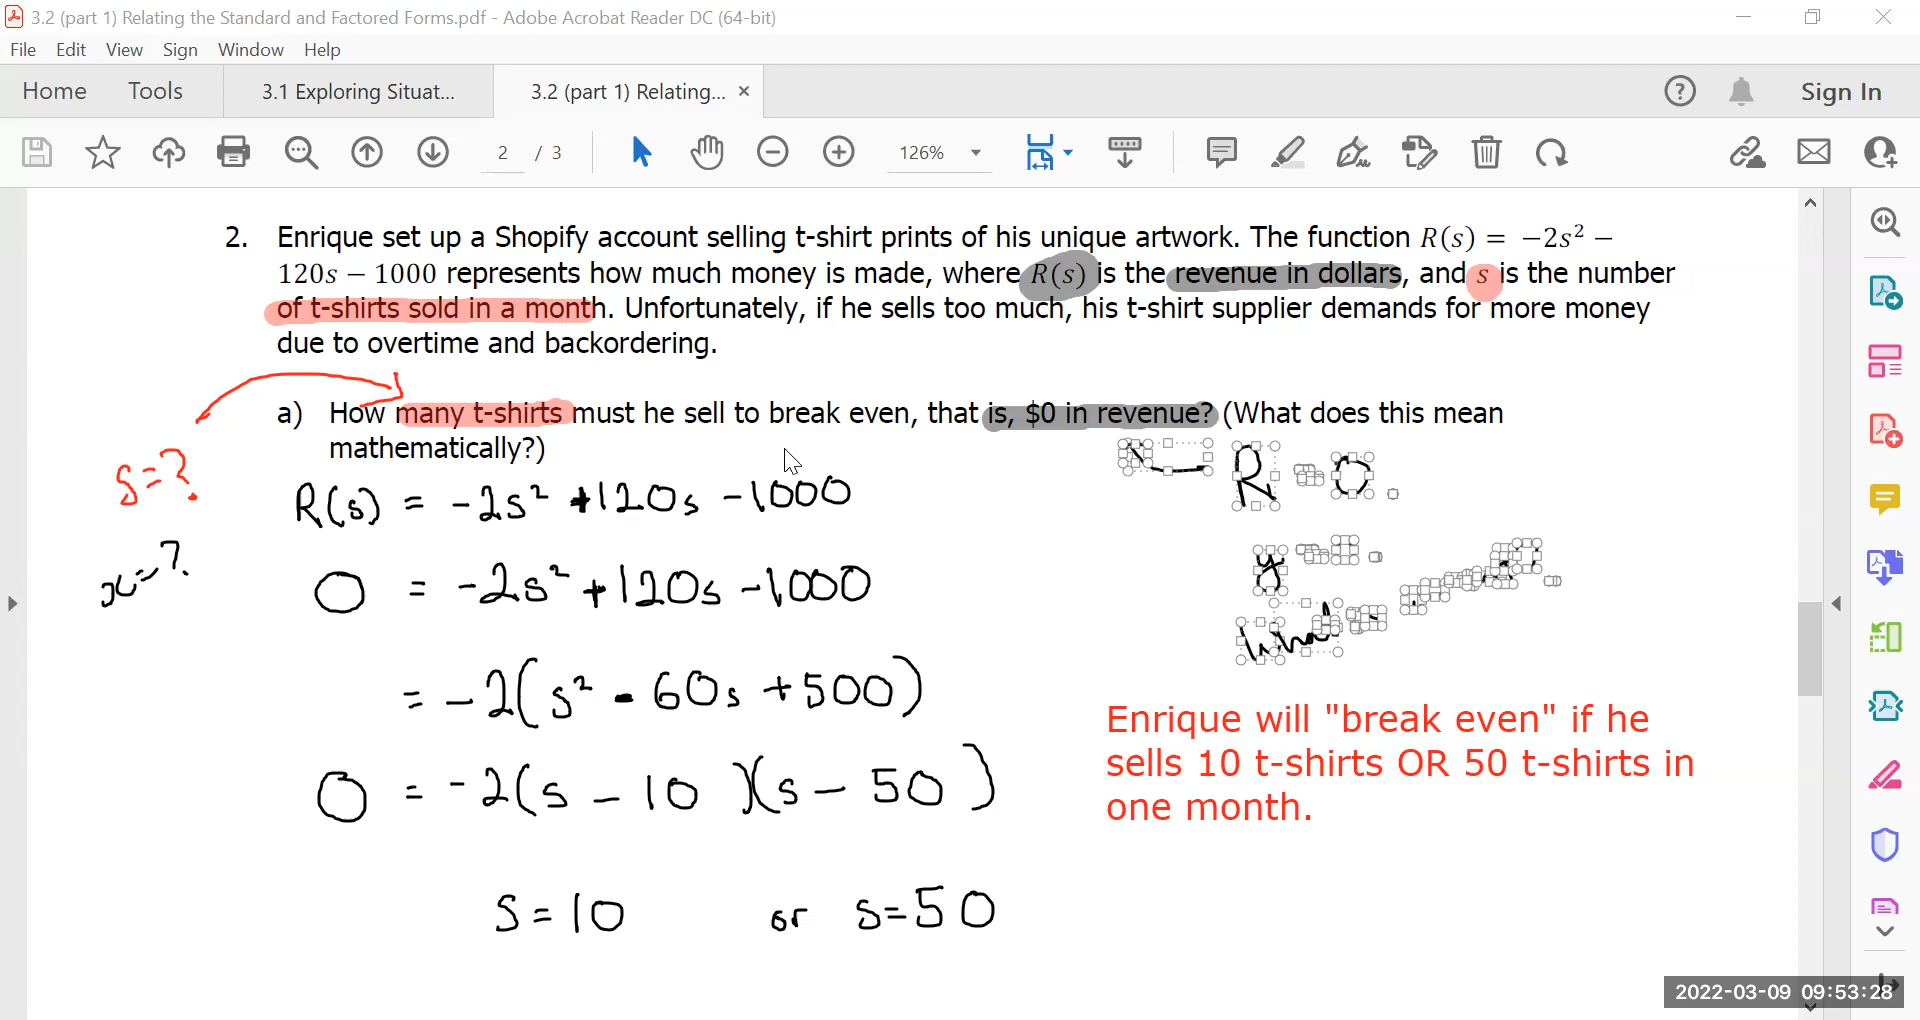 3.2 (part 1) Relating the Standard and Factored Forms.pdf - Adobe Acrobat Reader DC (64-bit)
File Edit View Sign Window Help
Home Tools 3.1 Exploring Situat... 3.2 (part 1) Relating... × Sign In
2 / 3 126%
2. Enrique set up a Shopify account selling t-shirt prints of his unique artwork. The function R(s) = −2s² −
120s − 1000 represents how much money is made, where R(s) is the revenue in dollars, and s is the number
of t-shirts sold in a month. Unfortunately, if he sells too much, his t-shirt supplier demands for more money
due to overtime and backordering.
a) How many t-shirts must he sell to break even, that is, $0 in revenue? (What does this mean
mathematically?)
s=?
R(s) = -2s² +120s -1000
R = 0
x=?
0 = -2s² +120s -1000
y =
= -2(s² - 60s +500)
0 = -2(s - 10)(s - 50)
Enrique will "break even" if he
sells 10 t-shirts OR 50 t-shirts in
one month.
s = 10 or s=50
2022-03-09 09:53:28